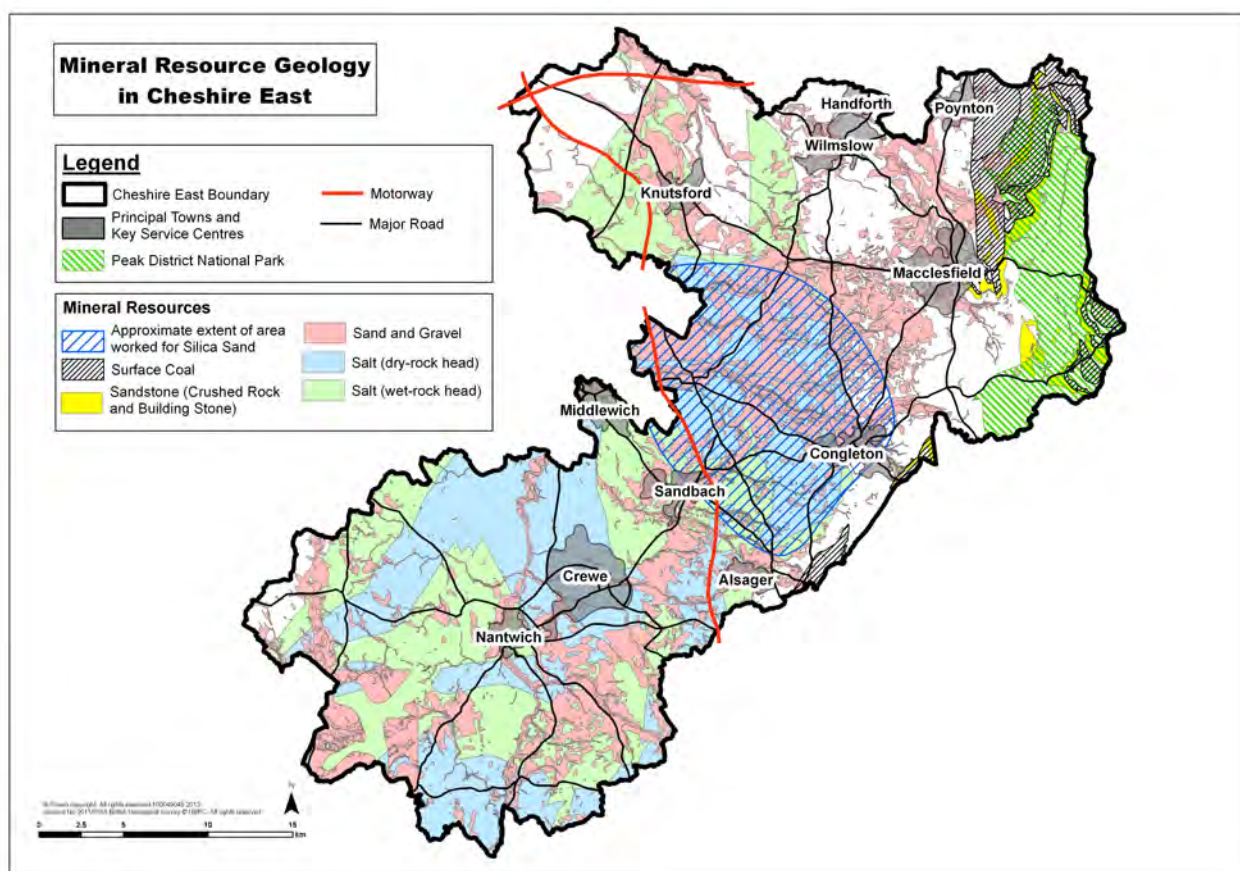 Mineral Resource Geology
in Cheshire East
Legend
Cheshire East Boundary
Principal Towns and
Key Service Centres
Peak District National Park
Motorway
Major Road
Mineral Resources
Approximate extent of area
worked for Silica Sand
Surface Coal
Sandstone (Crushed Rock
and Building Stone)
Sand and Gravel
Salt (dry-rock head)
Salt (wet-rock head)
Handforth
Poynton
Wilmslow
Knutsford
Macclesfield
Middlewich
Congleton
Sandbach
Crewe
Alsager
Nantwich
0 2.5 5 10 15
km